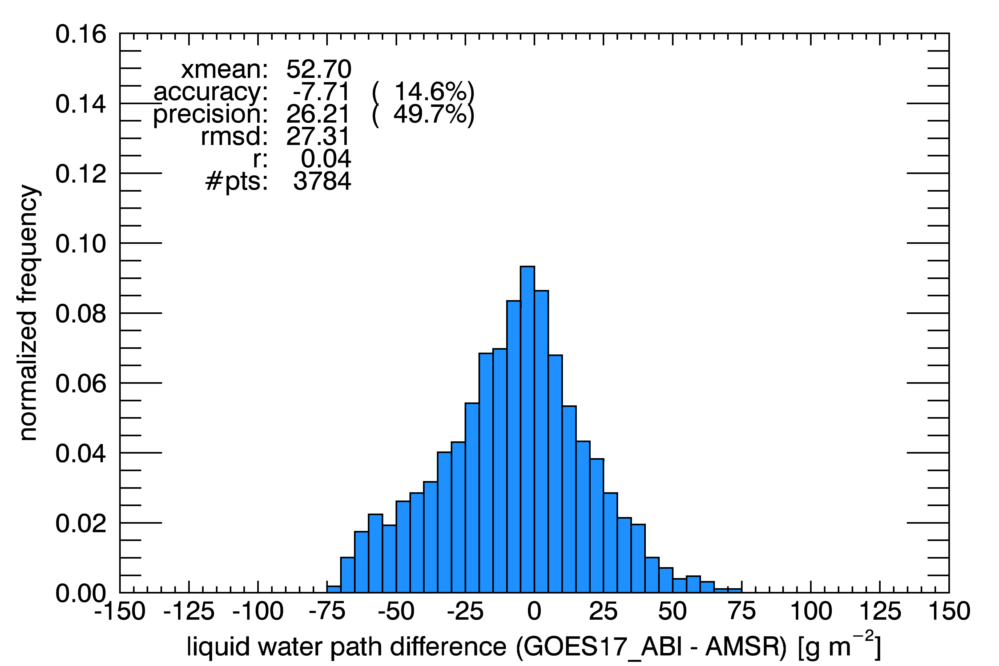 0.16
0.14
0.12
0.10
0.08
0.06
0.04
0.02
0.00
normalized frequency
xmean: 52.70
accuracy: -7.71 ( 14.6%)
precision: 26.21 ( 49.7%)
rmsd: 27.31
r: 0.04
#pts: 3784
-150 -125 -100 -75 -50 -25 0 25 50 75 100 125 150
liquid water path difference (GOES17_ABI - AMSR) [g m⁻²]